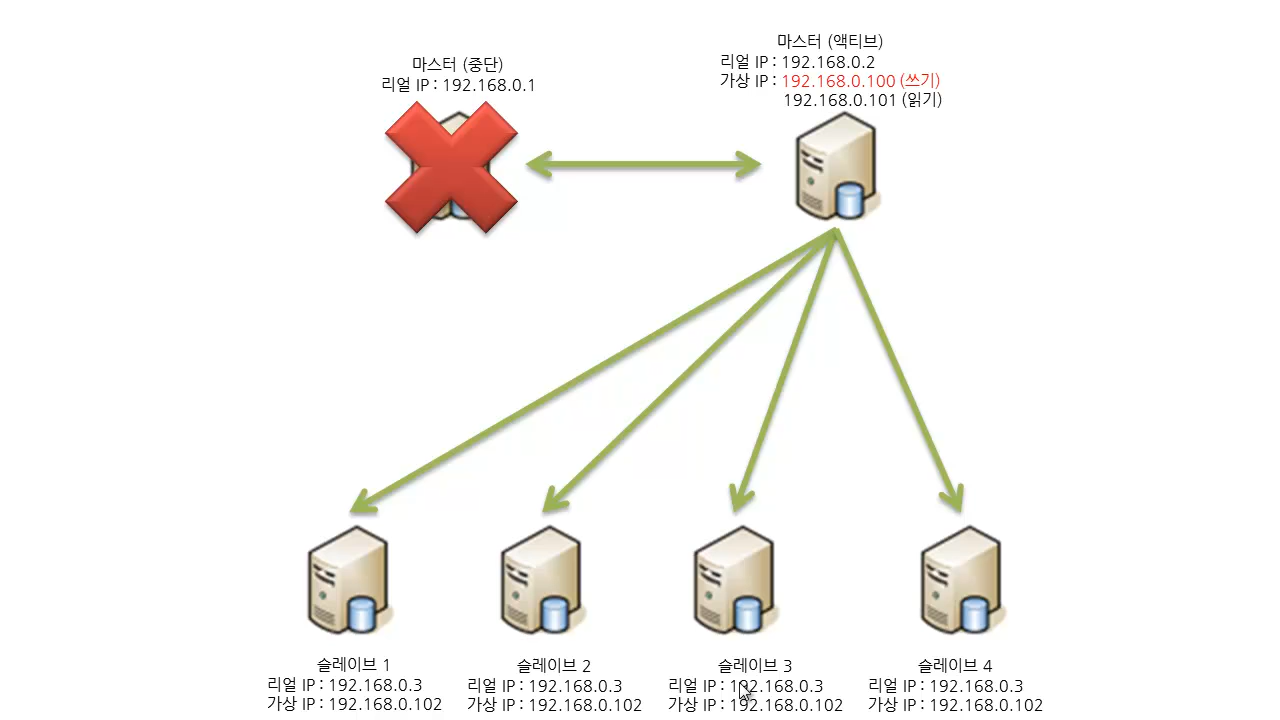 마스터 (중단)
리얼 IP : 192.168.0.1
마스터 (액티브)
리얼 IP : 192.168.0.2
가상 IP : 192.168.0.100 (쓰기)
192.168.0.101 (읽기)
슬레이브 1
리얼 IP : 192.168.0.3
가상 IP : 192.168.0.102
슬레이브 2
리얼 IP : 192.168.0.3
가상 IP : 192.168.0.102
슬레이브 3
리얼 IP : 192.168.0.3
가상 IP : 192.168.0.102
슬레이브 4
리얼 IP : 192.168.0.3
가상 IP : 192.168.0.102